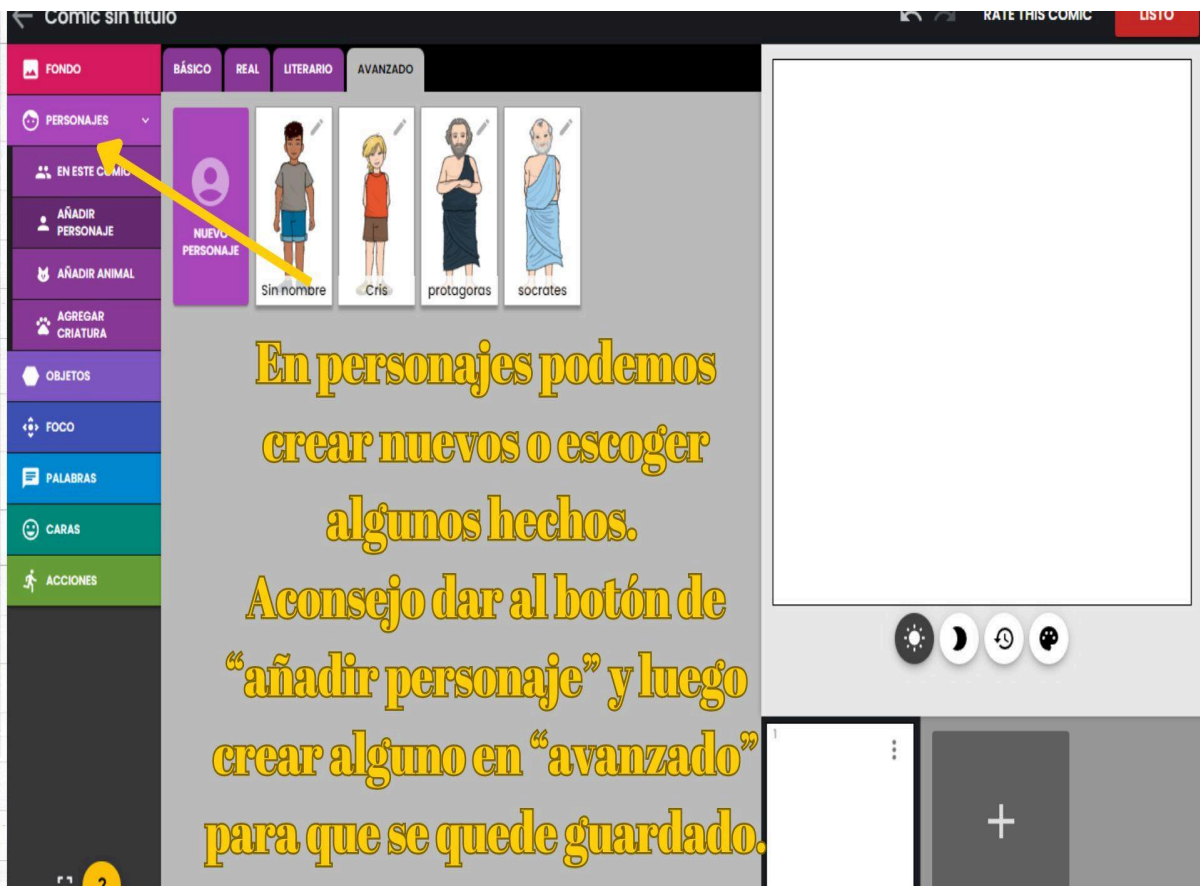 Cómic sin título
RATE THIS COMIC
LISTO
FONDO
BÁSICO
REAL
LITERARIO
AVANZADO
PERSONAJES
EN ESTE CÓMIC
AÑADIR
PERSONAJE
AÑADIR ANIMAL
AGREGAR
CRIATURA
OBJETOS
FOCO
PALABRAS
CARAS
ACCIONES
NUEVO
PERSONAJE
Sin nombre
Cris
protagoras
socrates
En personajes podemos
crear nuevos o escoger
algunos hechos.
Aconsejo dar al botón de
“añadir personaje” y luego
crear alguno en “avanzado”
para que se quede guardado.
1
+
?